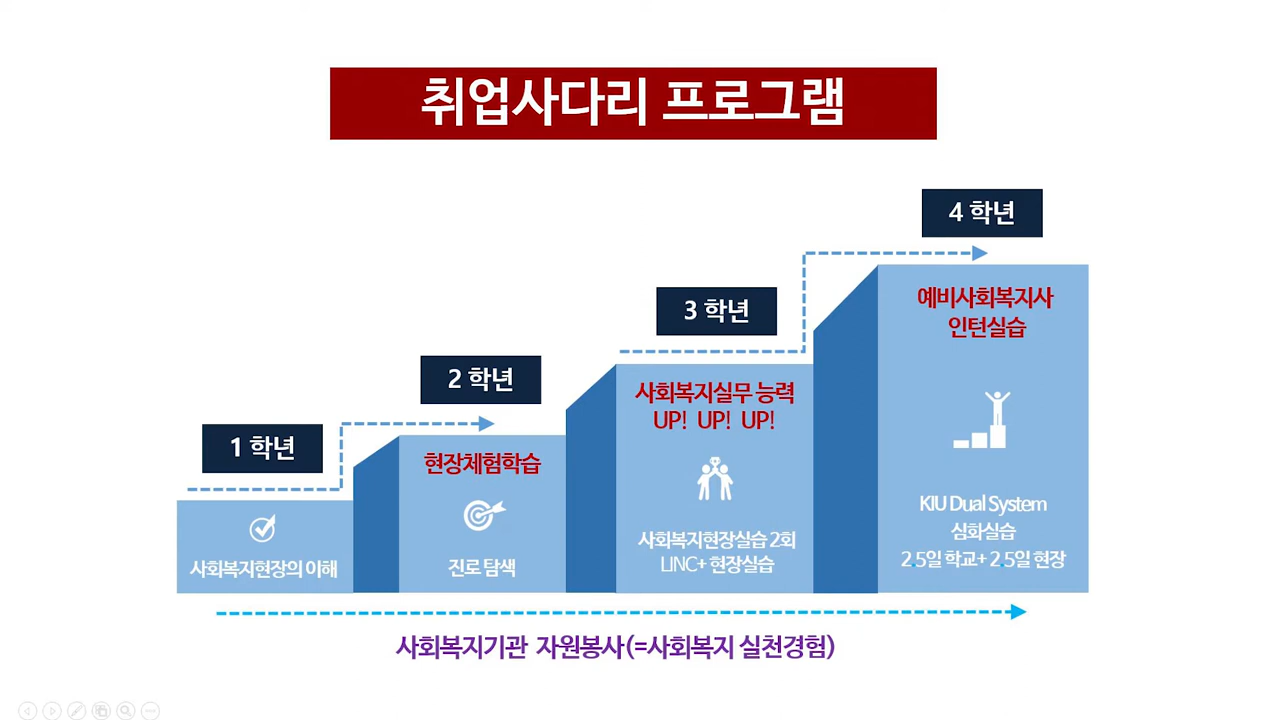 취업사다리 프로그램
1 학년
사회복지현장의 이해
2 학년
현장체험학습
진로 탐색
3 학년
사회복지실무 능력
UP! UP! UP!
사회복지현장실습 2회
LINC+ 현장실습
4 학년
예비사회복지사
인턴실습
KIU Dual System
심화실습
2.5일 학교+ 2.5일 현장
사회복지기관 자원봉사(=사회복지 실천경험)